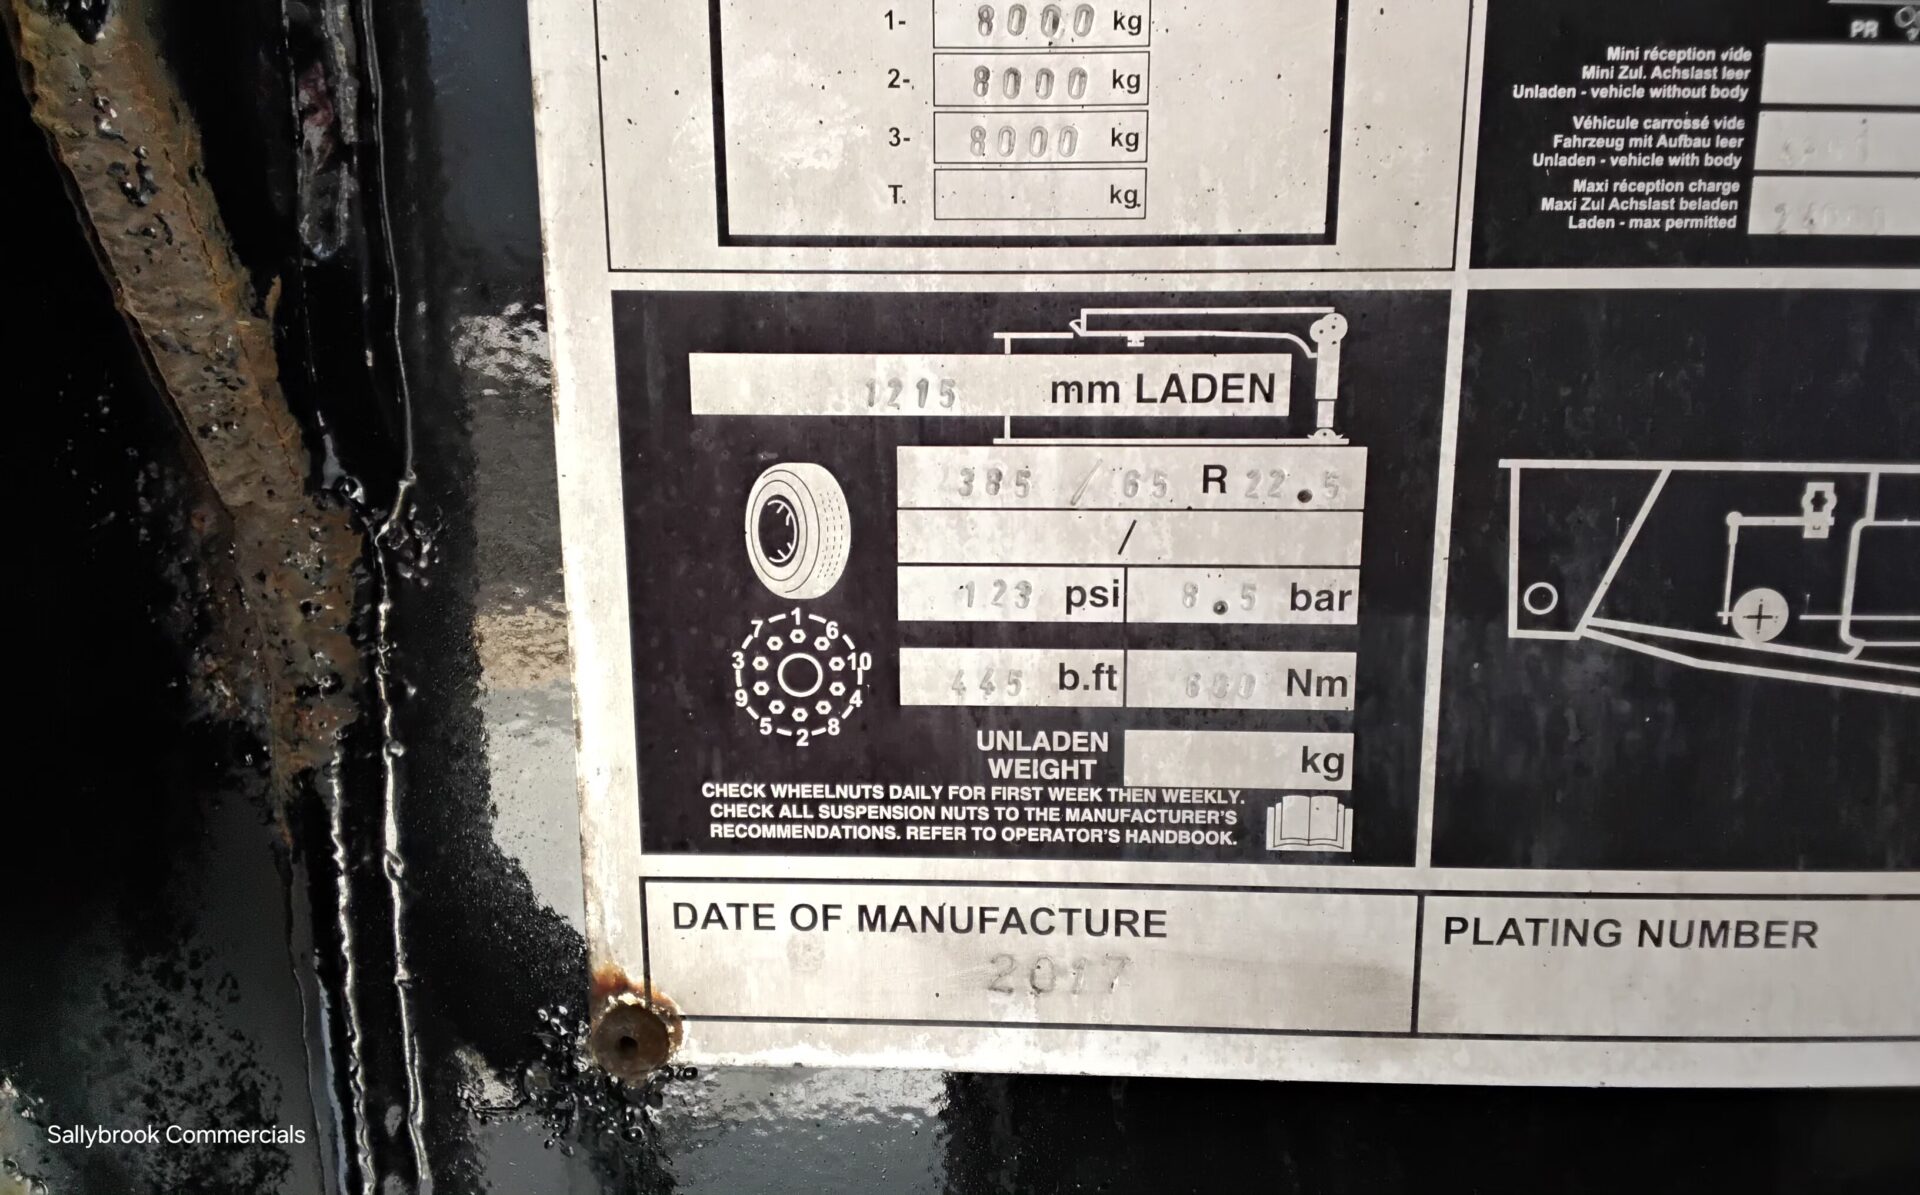 1- 8000 kg
2- 8000 kg
3- 8000 kg
T. kg
PR
Mini réception vide
Mini Zul. Achslast leer
Unladen - vehicle without body
Véhicule carrossé vide
Fahrzeug mit Aufbau leer
Unladen - vehicle with body
Maxi réception charge
Maxi Zul Achslast beladen
Laden - max permitted
1215 mm LADEN
385 / 65 R 22.5
/
123 psi 8.5 bar
445 b.ft Nm
1 6 10 4 8 2 5 9 3 7
UNLADEN
WEIGHT kg
CHECK WHEELNUTS DAILY FOR FIRST WEEK THEN WEEKLY.
CHECK ALL SUSPENSION NUTS TO THE MANUFACTURER'S
RECOMMENDATIONS. REFER TO OPERATOR'S HANDBOOK.
DATE OF MANUFACTURE
2017
PLATING NUMBER
Sallybrook Commercials